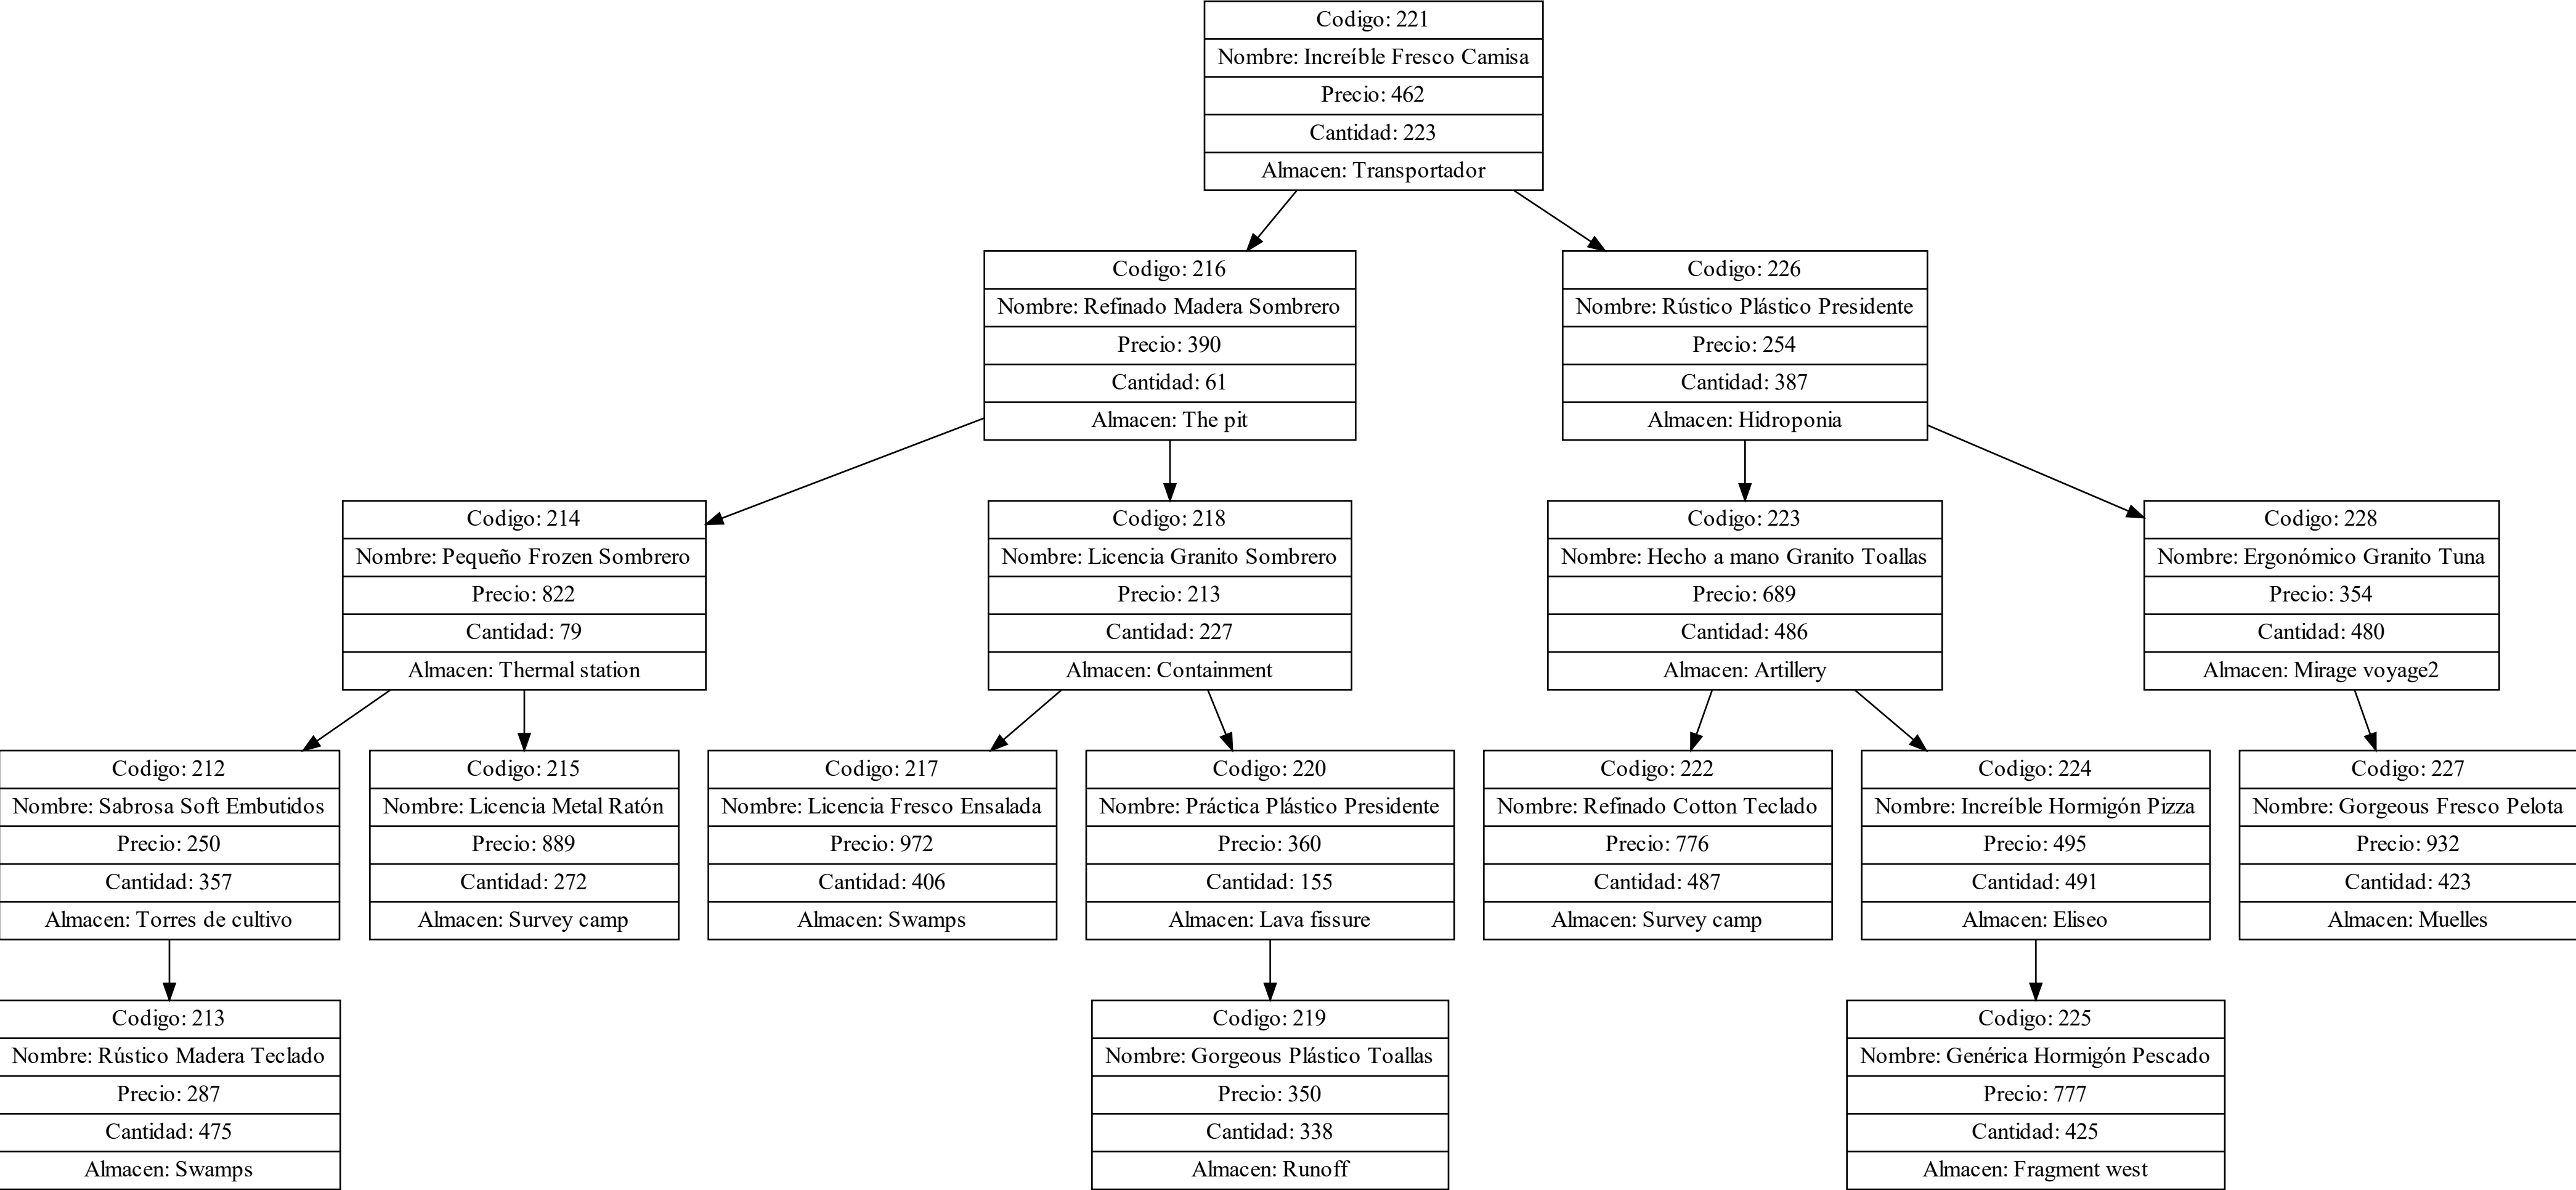 Codigo: 221
Nombre: Increíble Fresco Camisa
Precio: 462
Cantidad: 223
Almacen: Transportador
Codigo: 216
Nombre: Refinado Madera Sombrero
Precio: 390
Cantidad: 61
Almacen: The pit
Codigo: 226
Nombre: Rústico Plástico Presidente
Precio: 254
Cantidad: 387
Almacen: Hidroponia
Codigo: 214
Nombre: Pequeño Frozen Sombrero
Precio: 822
Cantidad: 79
Almacen: Thermal station
Codigo: 218
Nombre: Licencia Granito Sombrero
Precio: 213
Cantidad: 227
Almacen: Containment
Codigo: 223
Nombre: Hecho a mano Granito Toallas
Precio: 689
Cantidad: 486
Almacen: Artillery
Codigo: 228
Nombre: Ergonómico Granito Tuna
Precio: 354
Cantidad: 480
Almacen: Mirage voyage2
Codigo: 212
Nombre: Sabrosa Soft Embutidos
Precio: 250
Cantidad: 357
Almacen: Torres de cultivo
Codigo: 215
Nombre: Licencia Metal Ratón
Precio: 889
Cantidad: 272
Almacen: Survey camp
Codigo: 217
Nombre: Licencia Fresco Ensalada
Precio: 972
Cantidad: 406
Almacen: Swamps
Codigo: 220
Nombre: Práctica Plástico Presidente
Precio: 360
Cantidad: 155
Almacen: Lava fissure
Codigo: 222
Nombre: Refinado Cotton Teclado
Precio: 776
Cantidad: 487
Almacen: Survey camp
Codigo: 224
Nombre: Increíble Hormigón Pizza
Precio: 495
Cantidad: 491
Almacen: Eliseo
Codigo: 227
Nombre: Gorgeous Fresco Pelota
Precio: 932
Cantidad: 423
Almacen: Muelles
Codigo: 213
Nombre: Rústico Madera Teclado
Precio: 287
Cantidad: 475
Almacen: Swamps
Codigo: 219
Nombre: Gorgeous Plástico Toallas
Precio: 350
Cantidad: 338
Almacen: Runoff
Codigo: 225
Nombre: Genérica Hormigón Pescado
Precio: 777
Cantidad: 425
Almacen: Fragment west